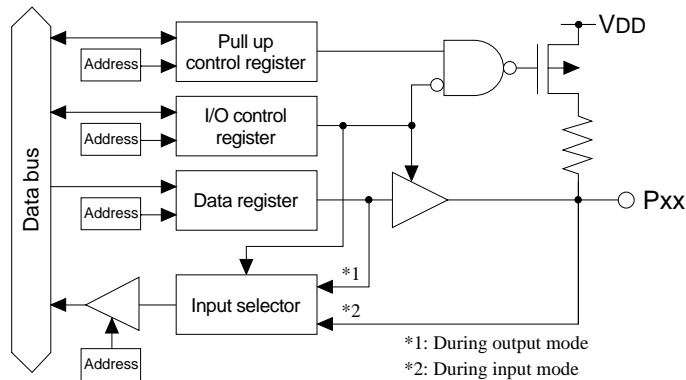 VDD
Pull up
control register
Address
I/O control
register
Address
Data bus
Data register
Address
Pxx
Input selector
*1
*2
Address
*1: During output mode
*2: During input mode